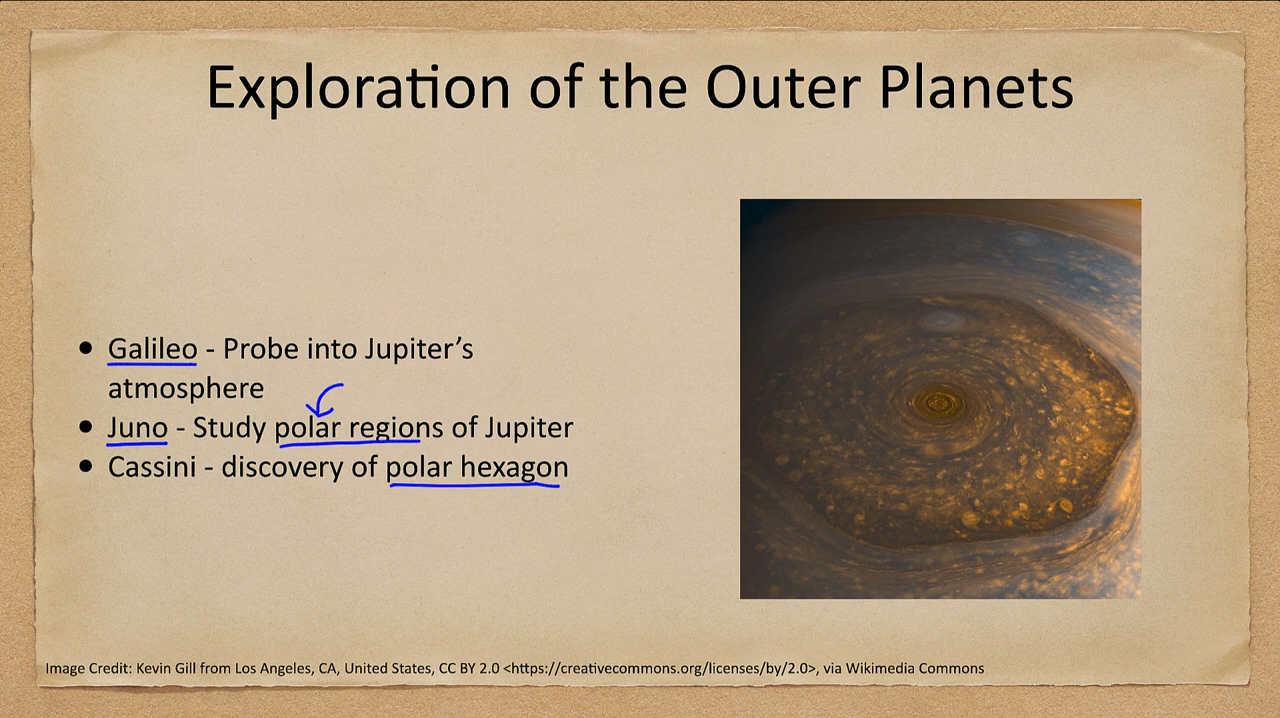 Exploration of the Outer Planets
• Galileo - Probe into Jupiter’s
atmosphere
• Juno - Study polar regions of Jupiter
• Cassini - discovery of polar hexagon
Image Credit: Kevin Gill from Los Angeles, CA, United States, CC BY 2.0 <https://creativecommons.org/licenses/by/2.0>, via Wikimedia Commons